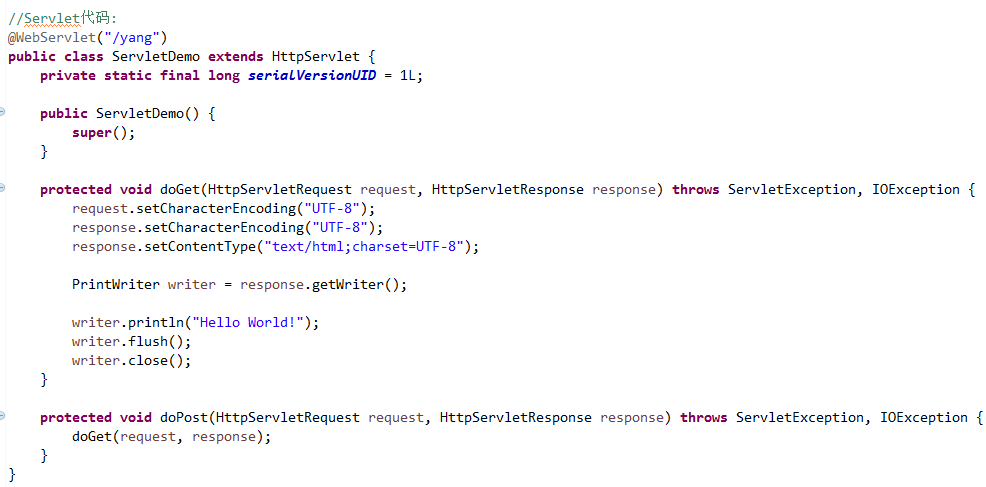 //Servlet代码:
@WebServlet("/yang")
public class ServletDemo extends HttpServlet {
    private static final long serialVersionUID = 1L;

    public ServletDemo() {
        super();
    }

    protected void doGet(HttpServletRequest request, HttpServletResponse response) throws ServletException, IOException {
        request.setCharacterEncoding("UTF-8");
        response.setCharacterEncoding("UTF-8");
        response.setContentType("text/html;charset=UTF-8");

        PrintWriter writer = response.getWriter();

        writer.println("Hello World!");
        writer.flush();
        writer.close();
    }

    protected void doPost(HttpServletRequest request, HttpServletResponse response) throws ServletException, IOException {
        doGet(request, response);
    }
}